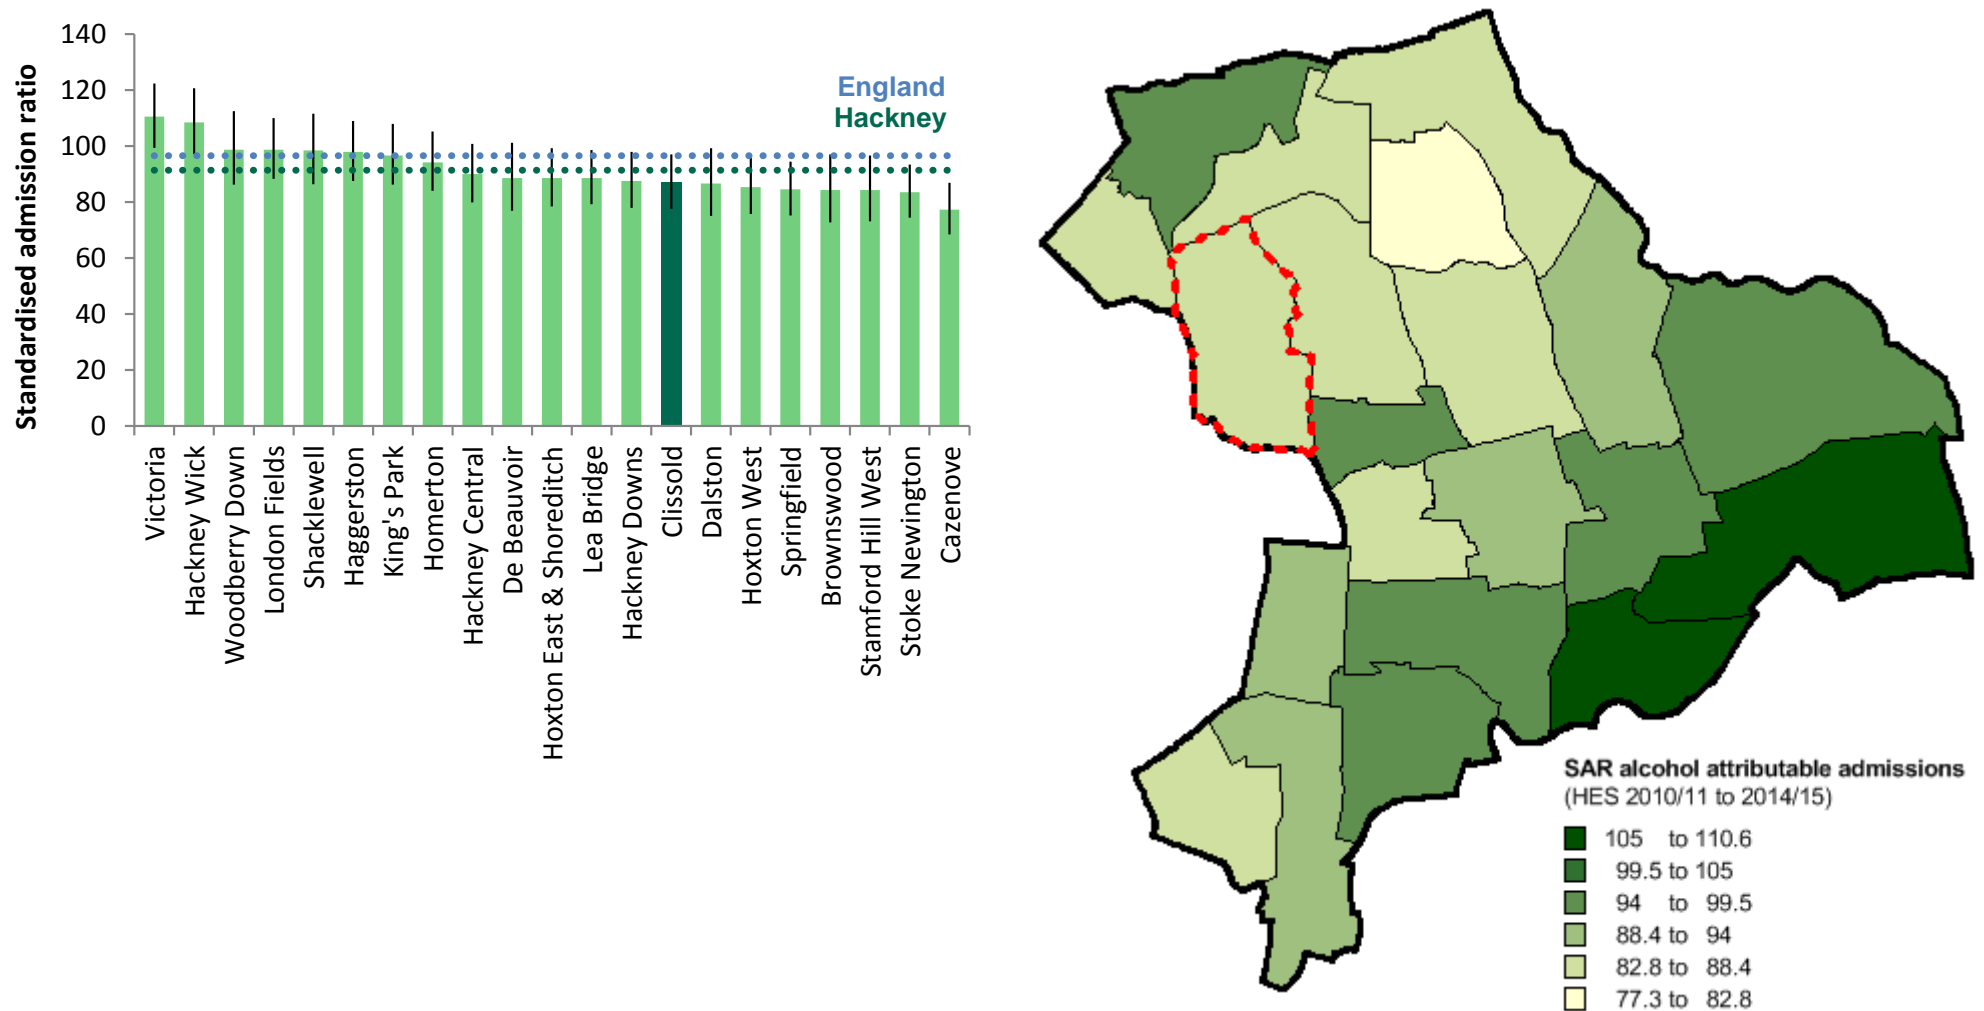 Standardised admission ratio
140
120
100
80
60
40
20
0
England
Hackney
Victoria
Hackney Wick
Woodberry Down
London Fields
Shacklewell
Haggerston
King's Park
Homerton
Hackney Central
De Beauvoir
Hoxton East & Shoreditch
Lea Bridge
Hackney Downs
Clissold
Dalston
Hoxton West
Springfield
Brownswood
Stamford Hill West
Stoke Newington
Cazenove
SAR alcohol attributable admissions
(HES 2010/11 to 2014/15)
105 to 110.6
99.5 to 105
94 to 99.5
88.4 to 94
82.8 to 88.4
77.3 to 82.8